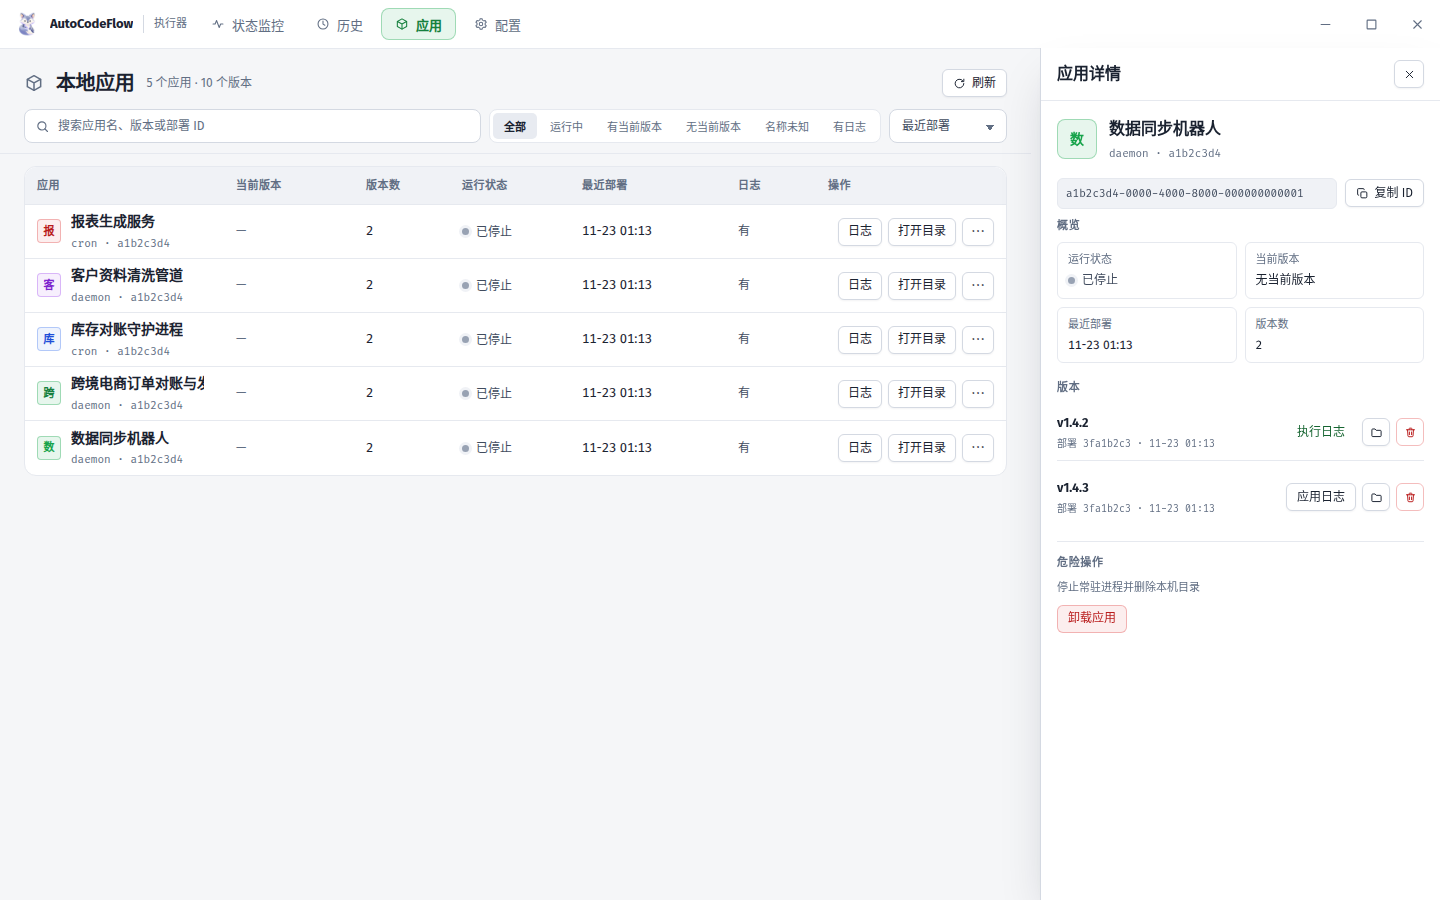 AutoCodeFlow 执行器 状态监控 历史 应用 配置
本地应用 5 个应用 · 10 个版本 刷新
搜索应用名、版本或部署 ID 全部 运行中 有当前版本 无当前版本 名称未知 有日志 最近部署
应用 当前版本 版本数 运行状态 最近部署 日志 操作
报 报表生成服务 — 2 已停止 11-23 01:13 有 日志 打开目录 ···
cron · a1b2c3d4
客 客户资料清洗管道 — 2 已停止 11-23 01:13 有 日志 打开目录 ···
daemon · a1b2c3d4
库 库存对账守护进程 — 2 已停止 11-23 01:13 有 日志 打开目录 ···
cron · a1b2c3d4
跨 跨境电商订单对账与 — 2 已停止 11-23 01:13 有 日志 打开目录 ···
daemon · a1b2c3d4
数 数据同步机器人 — 2 已停止 11-23 01:13 有 日志 打开目录 ···
daemon · a1b2c3d4
应用详情
数 数据同步机器人
daemon · a1b2c3d4
a1b2c3d4-0000-4000-8000-000000000001 复制 ID
概览
运行状态 当前版本
已停止 无当前版本
最近部署 版本数
11-23 01:13 2
版本
v1.4.2 执行日志
部署 3fa1b2c3 · 11-23 01:13
v1.4.3 应用日志
部署 3fa1b2c3 · 11-23 01:13
危险操作
停止常驻进程并删除本机目录
卸载应用